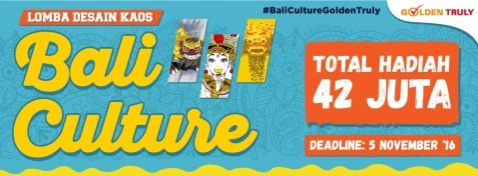 LOMBA DESAIN KAOS
#BaliCultureGoldenTruly
GOLDEN TRULY
Bali
Culture
TOTAL HADIAH
42 JUTA
DEADLINE: 5 NOVEMBER '16